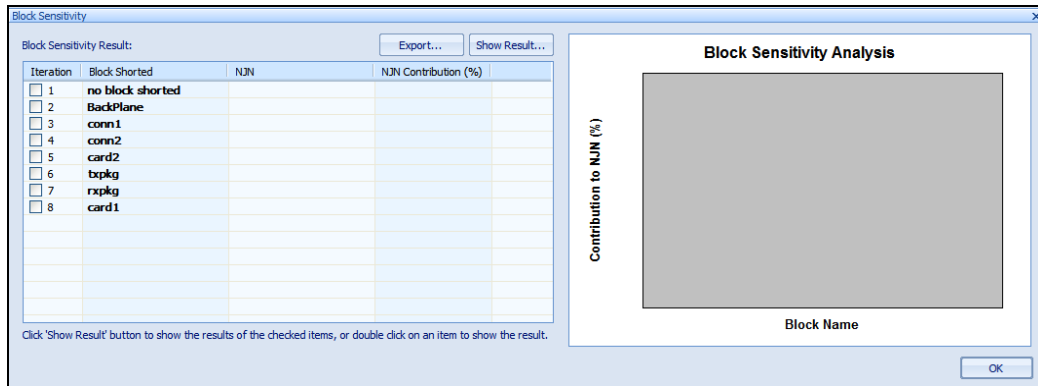 Block Sensitivity
Block Sensitivity Result:
Export...
Show Result...
Iteration Block Shorted NJN NJN Contribution (%)
1 no block shorted
2 BackPlane
3 conn1
4 conn2
5 card2
6 txpkg
7 rxpkg
8 card1
Click 'Show Result' button to show the results of the checked items, or double click on an item to show the result.
Block Sensitivity Analysis
Contribution to NJN (%)
Block Name
OK